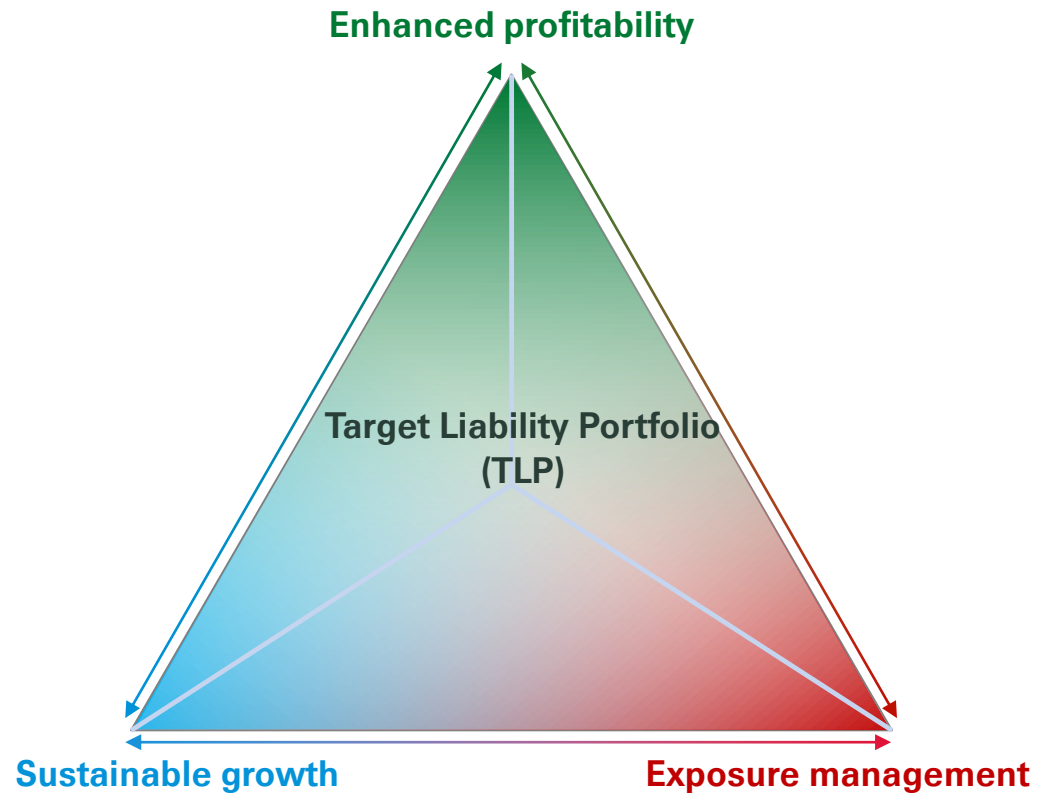 Enhanced profitability
Target Liability Portfolio
(TLP)
Sustainable growth
Exposure management